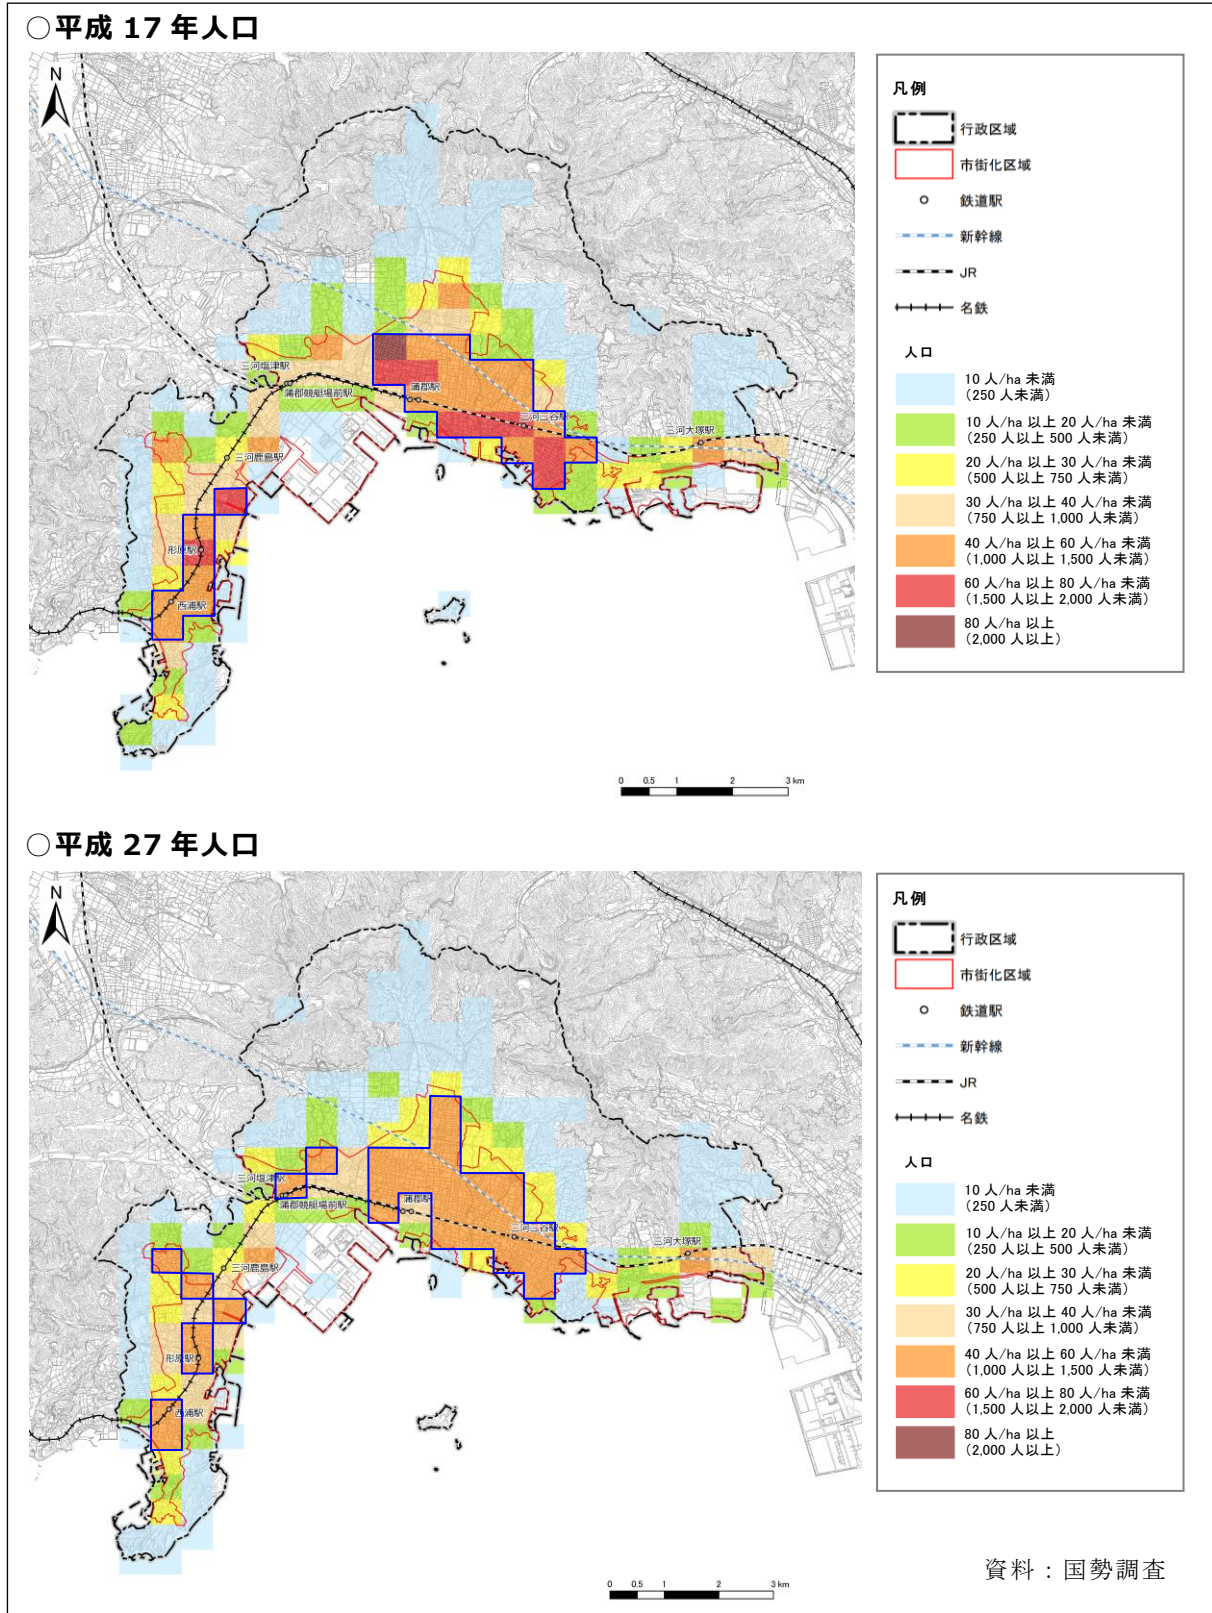 ○平成 17 年人口
N
三河塩津駅
蒲郡競艇場前駅
蒲郡駅
三河三谷駅
三河大塚駅
三河鹿島駅
形原駅
西浦駅
0 0.5 1 2 3 km
凡例
行政区域
市街化区域
鉄道駅
新幹線
JR
名鉄
人口
10 人/ha 未満
(250 人未満)
10 人/ha 以上 20 人/ha 未満
(250 人以上 500 人未満)
20 人/ha 以上 30 人/ha 未満
(500 人以上 750 人未満)
30 人/ha 以上 40 人/ha 未満
(750 人以上 1,000 人未満)
40 人/ha 以上 60 人/ha 未満
(1,000 人以上 1,500 人未満)
60 人/ha 以上 80 人/ha 未満
(1,500 人以上 2,000 人未満)
80 人/ha 以上
(2,000 人以上)
○平成 27 年人口
N
三河塩津駅
蒲郡競艇場前駅
蒲郡駅
三河三谷駅
三河大塚駅
三河鹿島駅
形原駅
西浦駅
0 0.5 1 2 3 km
凡例
行政区域
市街化区域
鉄道駅
新幹線
JR
名鉄
人口
10 人/ha 未満
(250 人未満)
10 人/ha 以上 20 人/ha 未満
(250 人以上 500 人未満)
20 人/ha 以上 30 人/ha 未満
(500 人以上 750 人未満)
30 人/ha 以上 40 人/ha 未満
(750 人以上 1,000 人未満)
40 人/ha 以上 60 人/ha 未満
(1,000 人以上 1,500 人未満)
60 人/ha 以上 80 人/ha 未満
(1,500 人以上 2,000 人未満)
80 人/ha 以上
(2,000 人以上)
資料：国勢調査